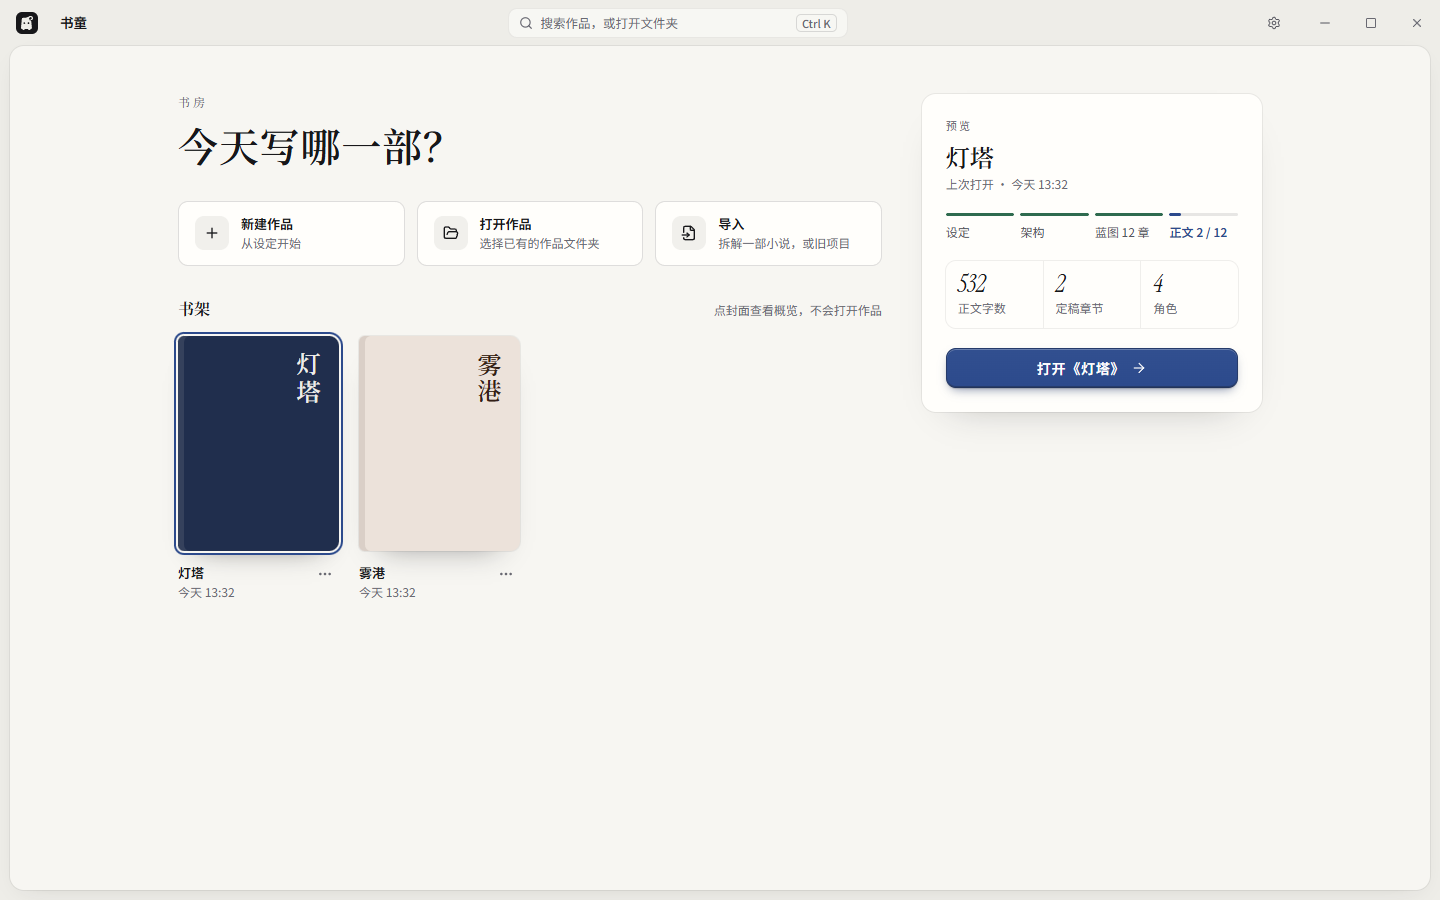 书童
搜索作品，或打开文件夹
Ctrl K
书房
今天写哪一部？
新建作品
从设定开始
打开作品
选择已有的作品文件夹
导入
拆解一部小说，或旧项目
书架
点封面查看概览，不会打开作品
灯塔
雾港
灯塔
今天 13:32
雾港
今天 13:32
预览
灯塔
上次打开 · 今天 13:32
设定
架构
蓝图 12 章
正文 2 / 12
532
正文字数
2
定稿章节
4
角色
打开《灯塔》